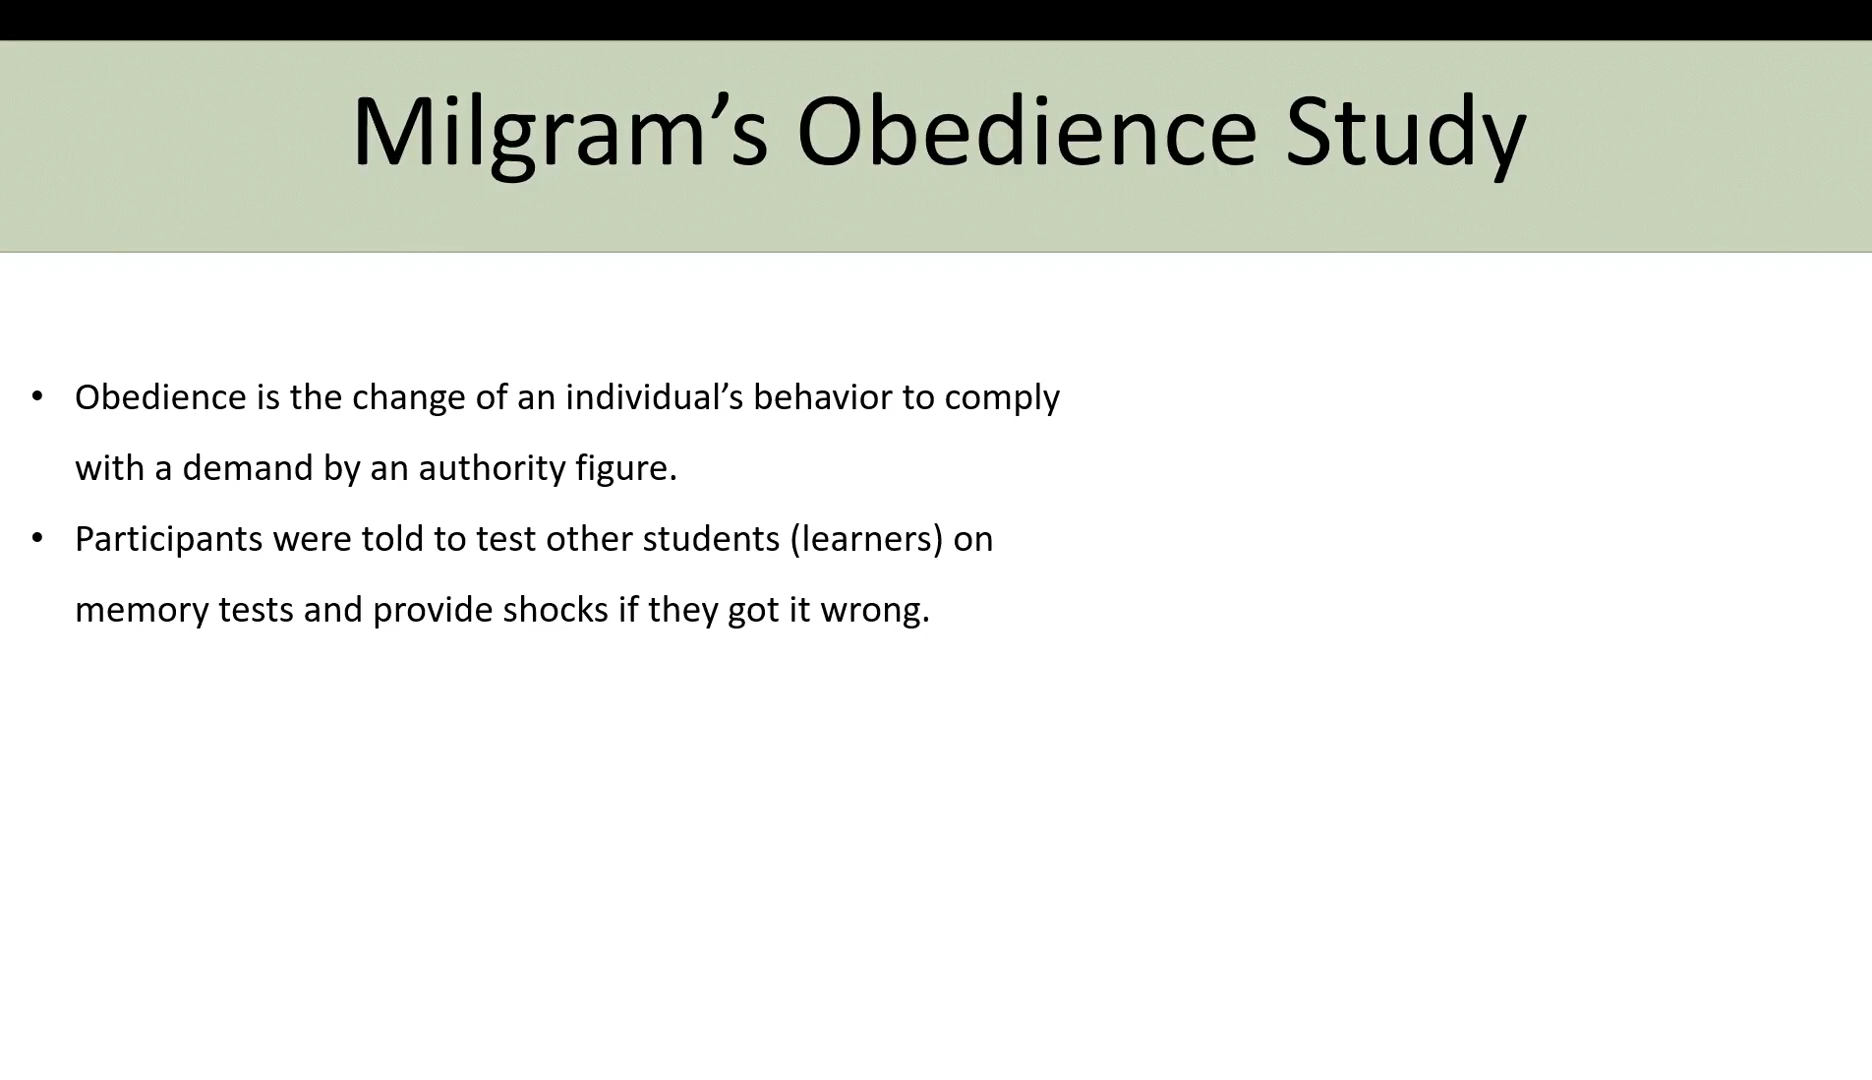 Milgram’s Obedience Study
• Obedience is the change of an individual’s behavior to comply
with a demand by an authority figure.
• Participants were told to test other students (learners) on
memory tests and provide shocks if they got it wrong.